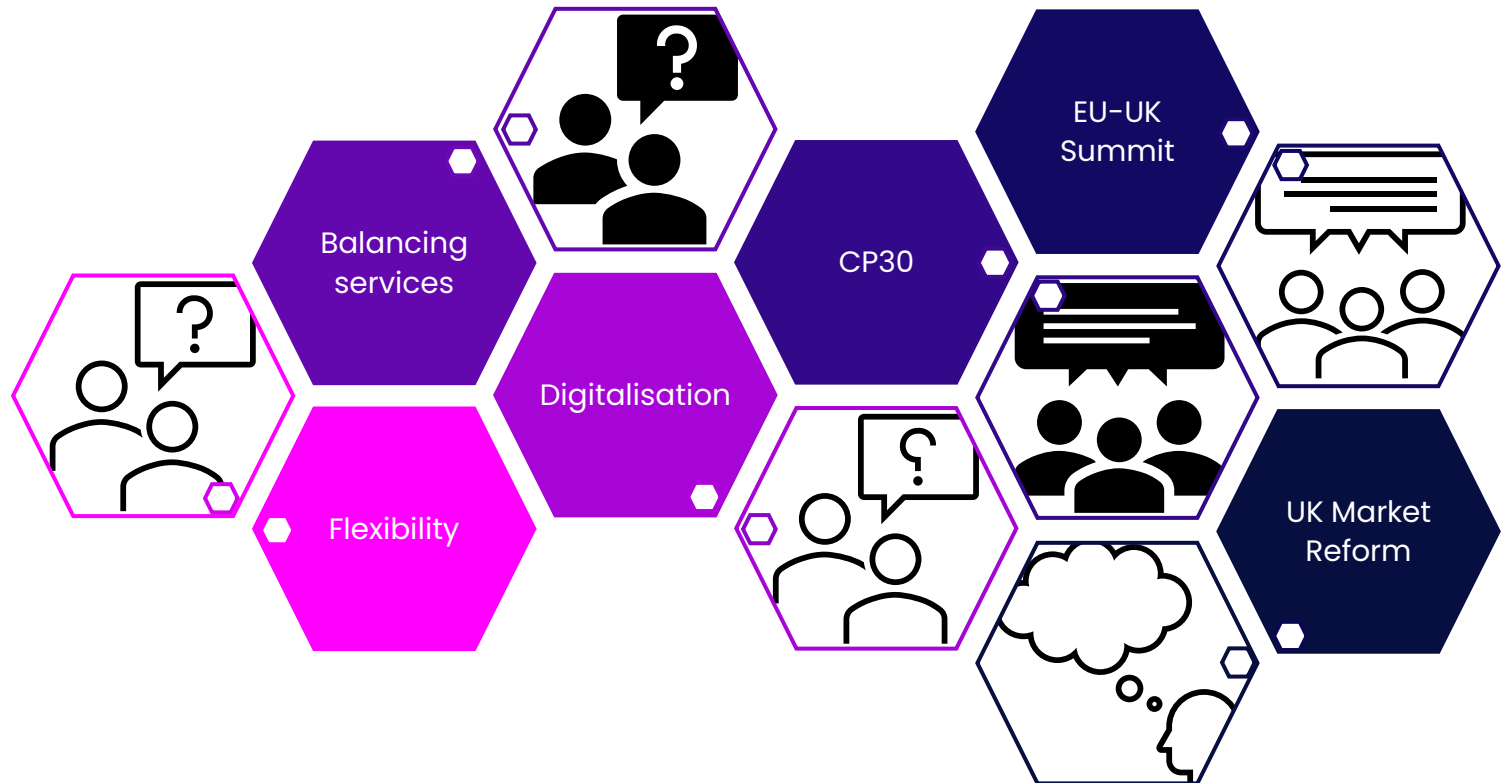 EU-UK
Summit
Balancing
services
CP30
Digitalisation
Flexibility
UK Market
Reform